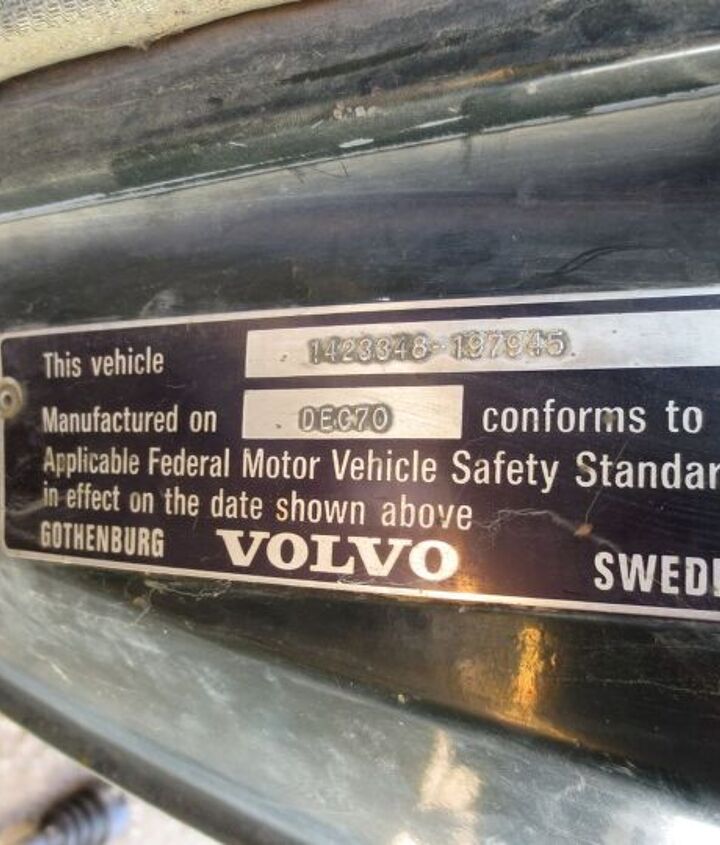 This vehicle 1423348-197945
Manufactured on DEC70 conforms to
Applicable Federal Motor Vehicle Safety Standar
in effect on the date shown above
GOTHENBURG VOLVO SWED